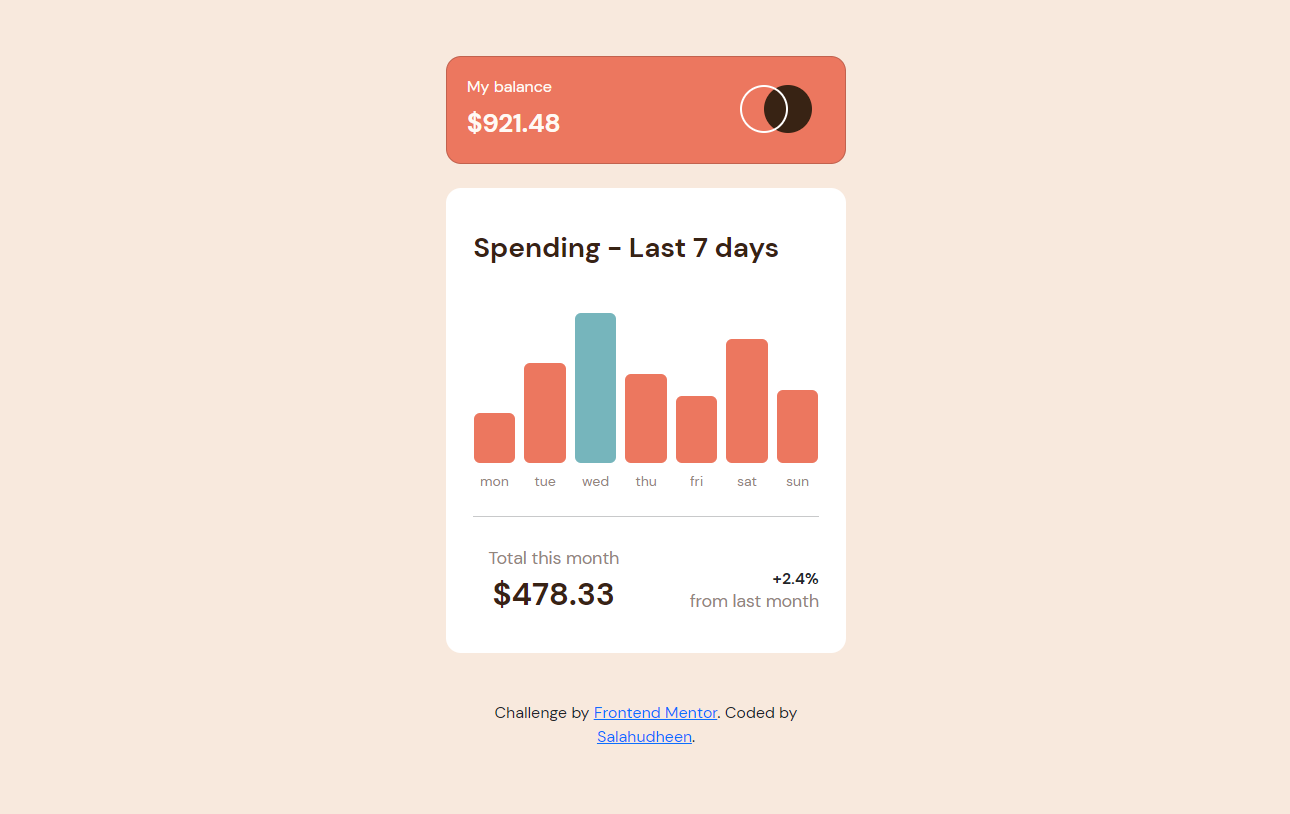 My balance
$921.48
Spending - Last 7 days
mon tue wed thu fri sat sun
Total this month
$478.33
+2.4%
from last month
Challenge by Frontend Mentor. Coded by
Salahudheen.